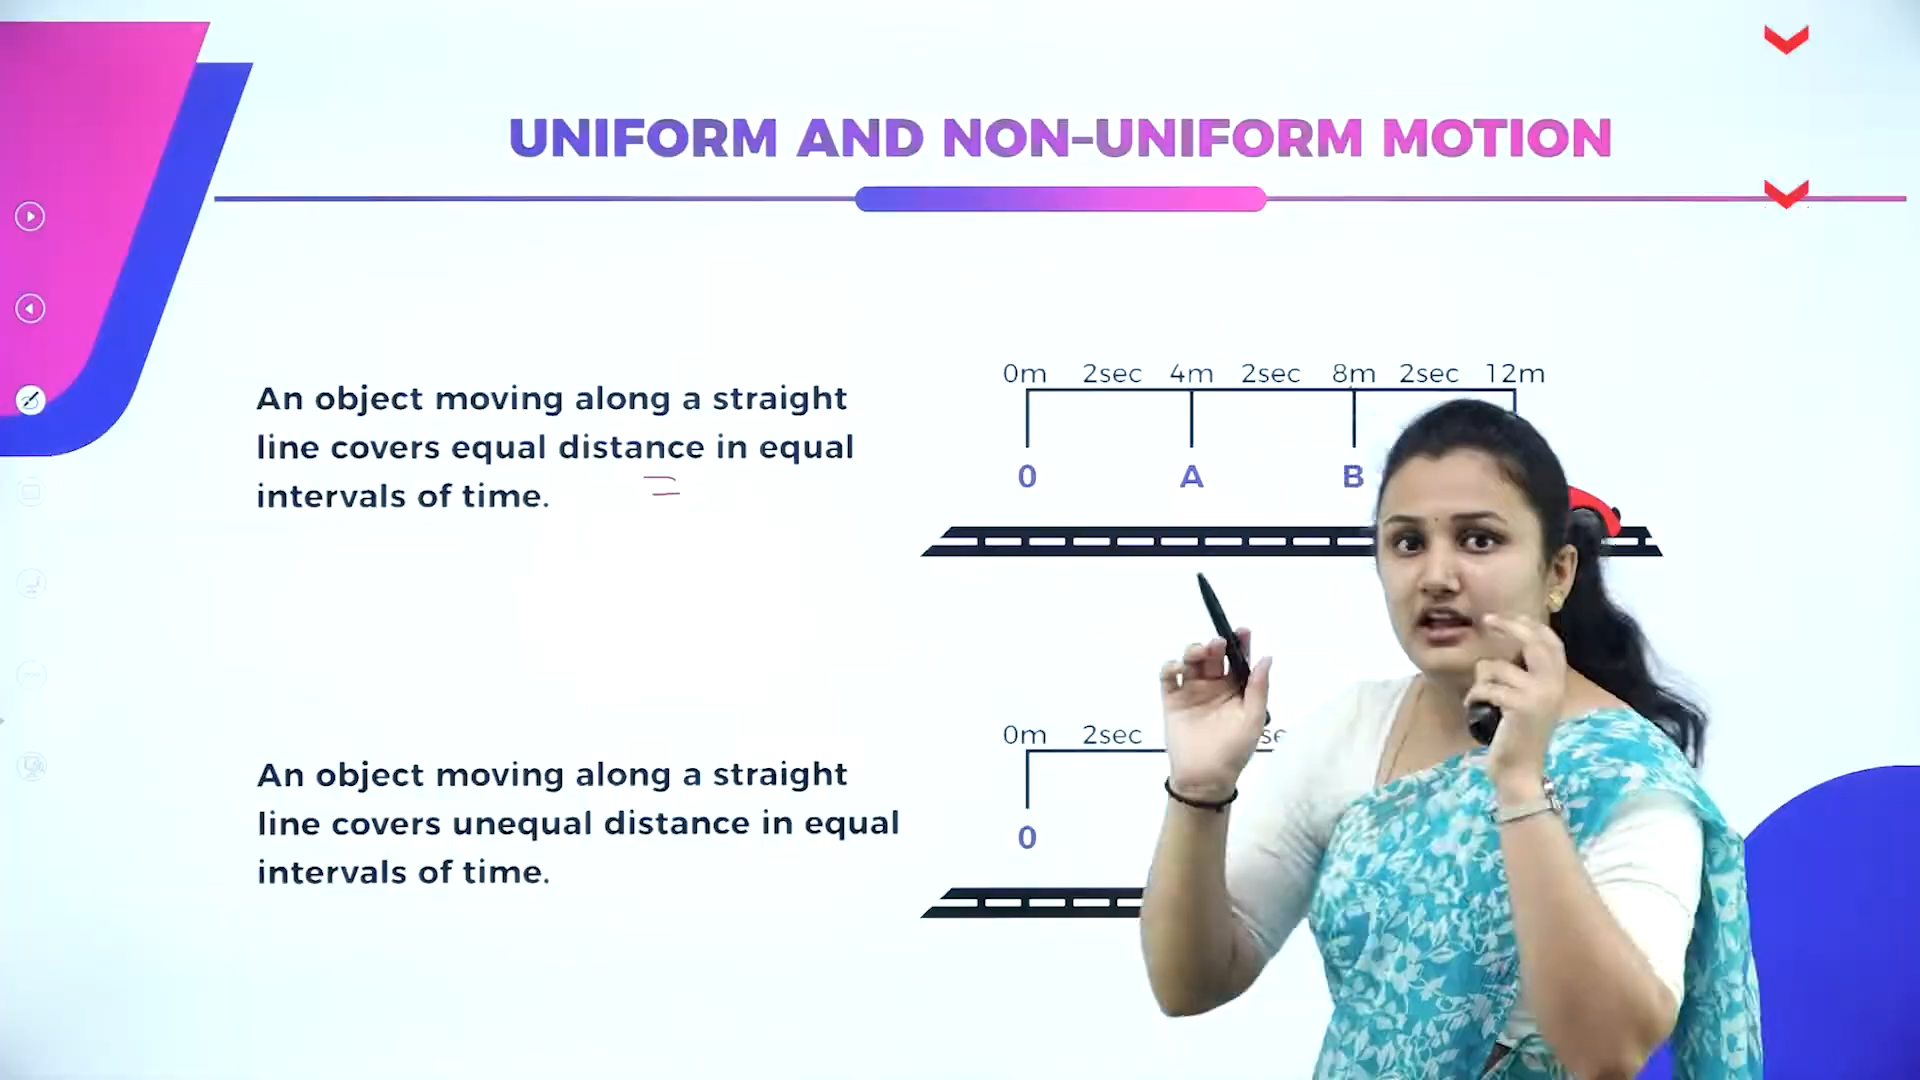 UNIFORM AND NON-UNIFORM MOTION
An object moving along a straight
line covers equal distance in equal
intervals of time.
0m 2sec 4m 2sec 8m 2sec 12m
0 A B
An object moving along a straight
line covers unequal distance in equal
intervals of time.
0m 2sec
0